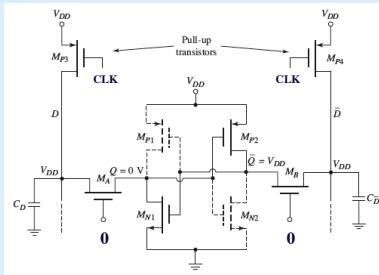 V_DD
V_DD
Pull-up
transistors
M_P3
M_P4
CLK
V_DD
CLK
D
D̄
M_P1
M_P2
V_DD
M_A
Q = 0 V
Q̄ = V_DD
M_B
V_DD
C_D
M_N1
M_N2
C_D̄
0
0